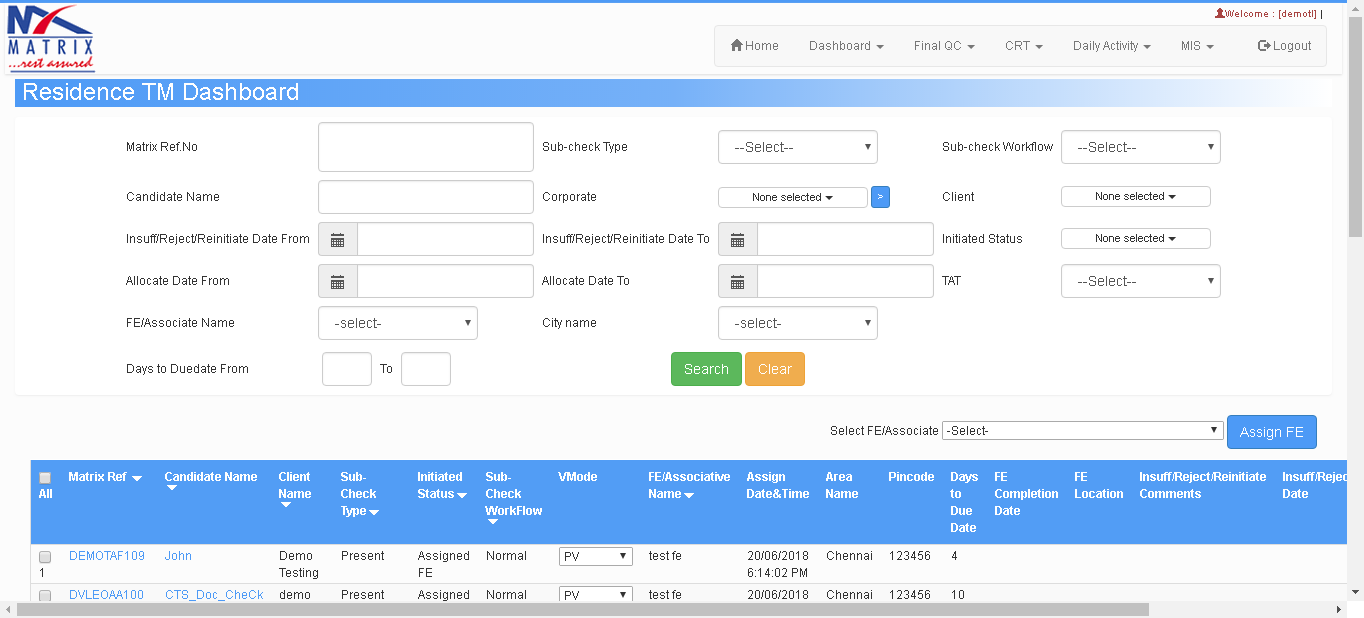 Welcome : [demotl] |
MATRIX
...rest assured
Home Dashboard Final QC CRT Daily Activity MIS Logout
Residence TM Dashboard
Matrix Ref.No Sub-check Type --Select-- Sub-check Workflow --Select--
Candidate Name Corporate None selected > Client None selected
Insuff/Reject/Reinitiate Date From Insuff/Reject/Reinitiate Date To Initiated Status None selected
Allocate Date From Allocate Date To TAT --Select--
FE/Associate Name -select- City name -select-
Days to Duedate From To Search Clear
Select FE/Associate -Select- Assign FE
Matrix Ref Candidate Name Client Sub- Initiated Sub- VMode FE/Associative Assign Area Pincode Days FE FE Insuff/Reject/Reinitiate Insuff/Rejec
All Name Check Status Check Name Date&Time Name to Completion Location Comments Date
Type WorkFlow Due Date
Date
DEMOTAF109 John Demo Present Assigned Normal PV test fe 20/06/2018 Chennai 123456 4
1 Testing FE 6:14:02 PM
DVLEOAA100 CTS_Doc_CheCk demo Present Assigned Normal PV test fe 20/06/2018 Chennai 123456 10